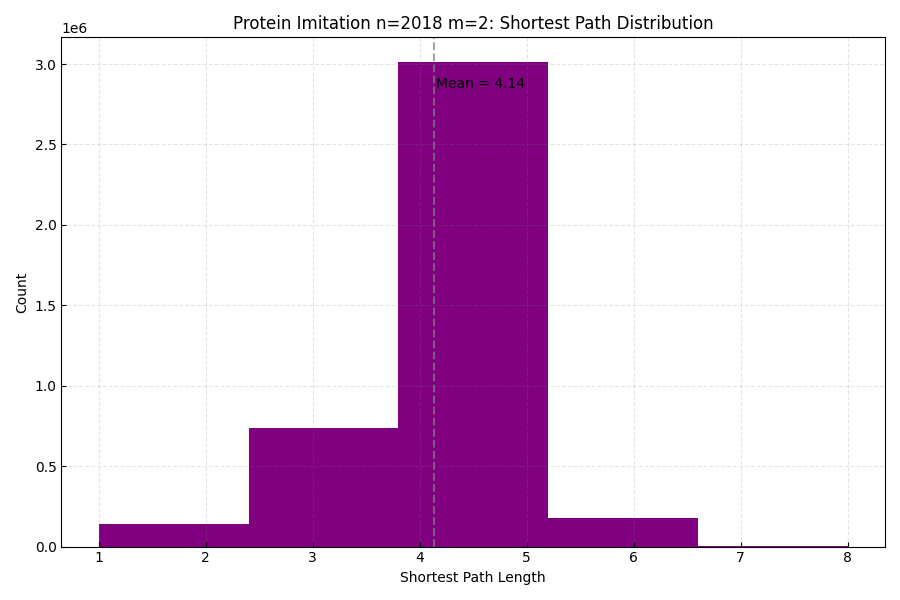 Protein Imitation n=2018 m=2: Shortest Path Distribution
1e6
3.0
2.5
2.0
1.5
1.0
0.5
0.0
Count
Mean = 4.14
1 2 3 4 5 6 7 8
Shortest Path Length